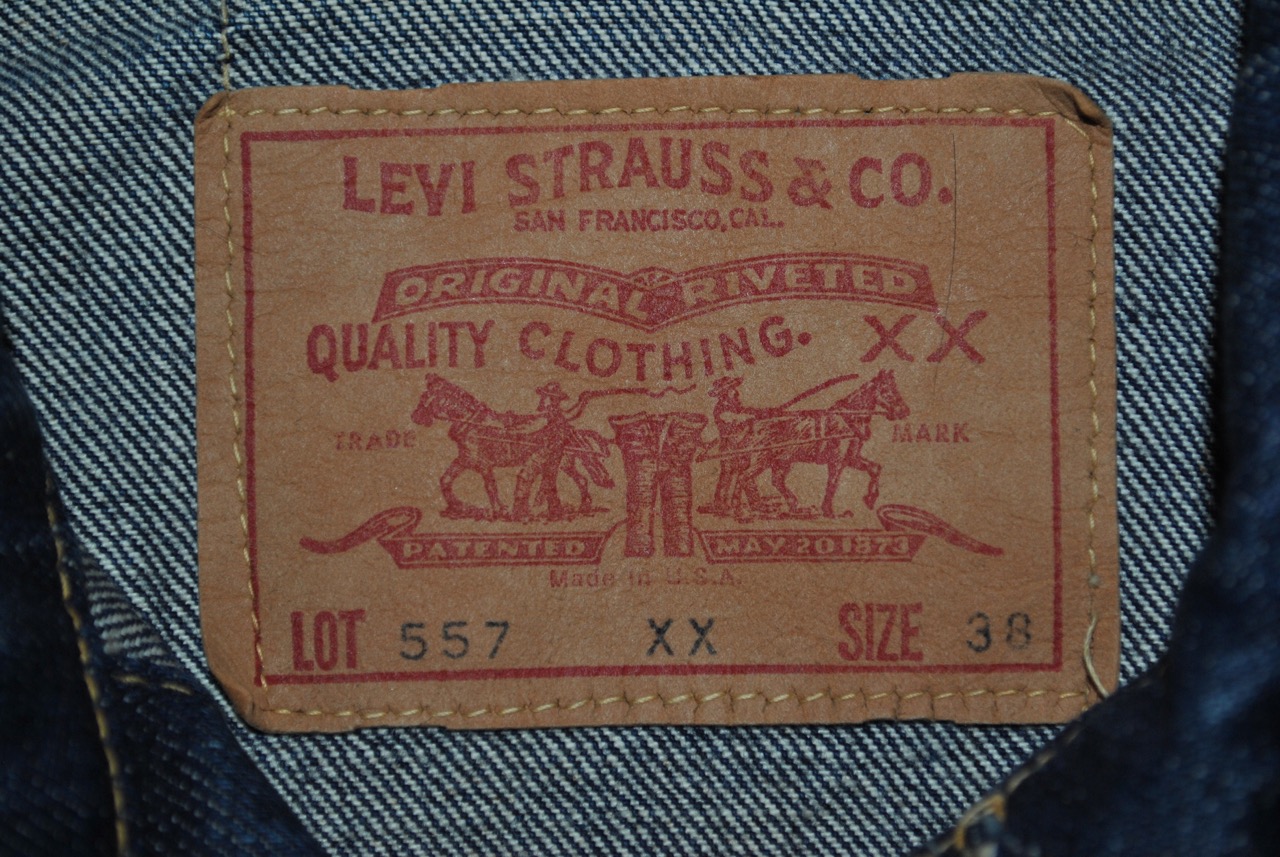 LEVI STRAUSS & CO.
SAN FRANCISCO, CAL.
ORIGINAL RIVETED
QUALITY CLOTHING. XX
TRADE MARK
PATENTED MAY 20 1873
Made in U.S.A.
LOT 557 XX SIZE 38